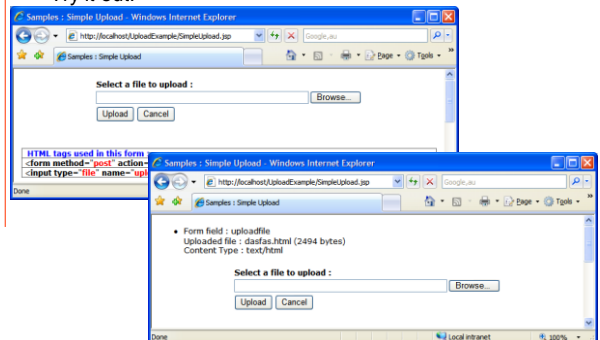 Samples : Simple Upload - Windows Internet Explorer
http://localhost/UploadExample/SimpleUpload.jsp
Google,au
Samples : Simple Upload
Page
Tools
Select a file to upload :
Browse...
Upload Cancel
HTML tags used in this form
<form method="post" action=
<input type="file" name="upl
Done
Samples : Simple Upload - Windows Internet Explorer
http://localhost/UploadExample/SimpleUpload.jsp
Google,au
Samples : Simple Upload
Page
Tools
• Form field : uploadfile
Uploaded file : dasfas.html (2494 bytes)
Content Type : text/html
Select a file to upload :
Browse...
Upload Cancel
Done
Local intranet
100%